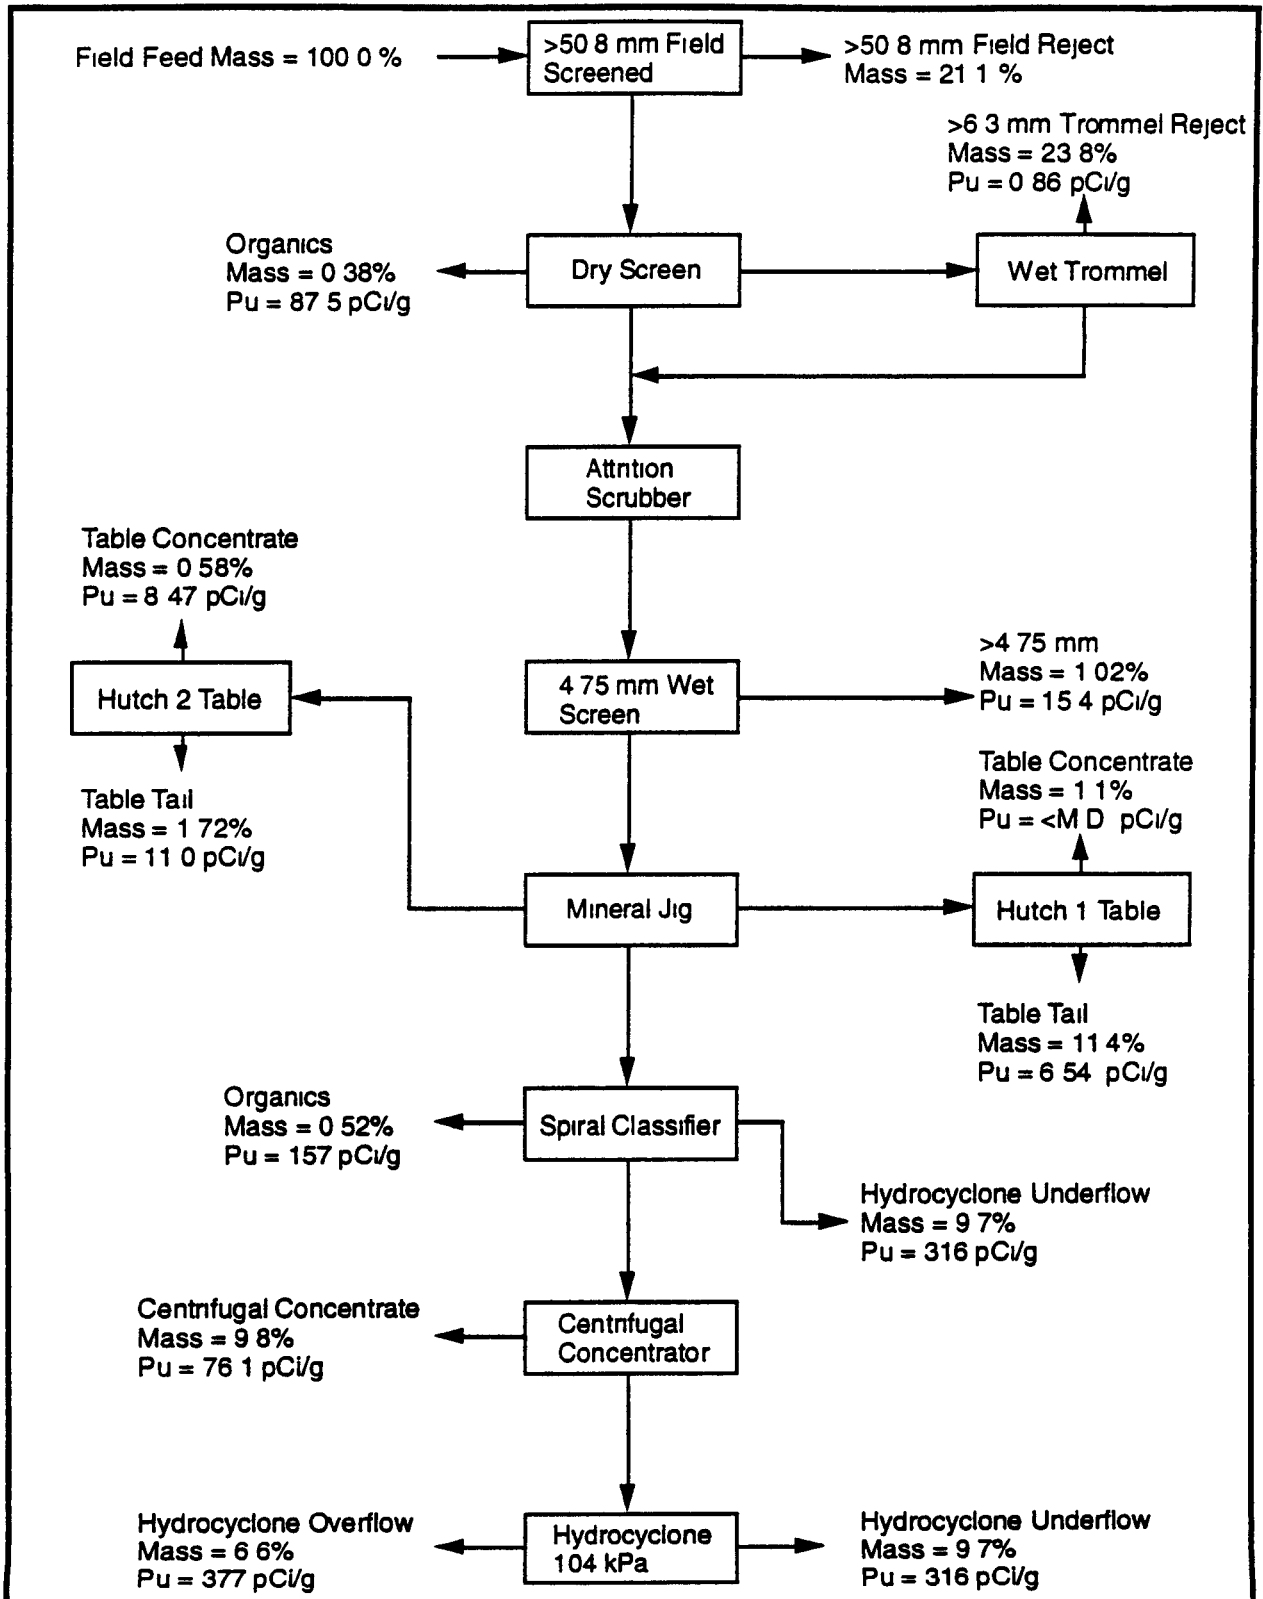 Field Feed Mass = 100 0 %
>50 8 mm Field
Screened
>50 8 mm Field Reject
Mass = 21 1 %
>6 3 mm Trommel Reject
Mass = 23 8%
Pu = 0 86 pCi/g
Organics
Mass = 0 38%
Pu = 87 5 pCi/g
Dry Screen
Wet Trommel
Attrition
Scrubber
Table Concentrate
Mass = 0 58%
Pu = 8 47 pCi/g
Hutch 2 Table
4 75 mm Wet
Screen
>4 75 mm
Mass = 1 02%
Pu = 15 4 pCi/g
Table Tail
Mass = 1 72%
Pu = 11 0 pCi/g
Table Concentrate
Mass = 1 1%
Pu = <M D pCi/g
Mineral Jig
Hutch 1 Table
Table Tail
Mass = 11 4%
Pu = 6 54 pCi/g
Organics
Mass = 0 52%
Pu = 157 pCi/g
Spiral Classifier
Hydrocyclone Underflow
Mass = 9 7%
Pu = 316 pCi/g
Centrifugal Concentrate
Mass = 9 8%
Pu = 76 1 pCi/g
Centrifugal
Concentrator
Hydrocyclone Overflow
Mass = 6 6%
Pu = 377 pCi/g
Hydrocyclone
104 kPa
Hydrocyclone Underflow
Mass = 9 7%
Pu = 316 pCi/g